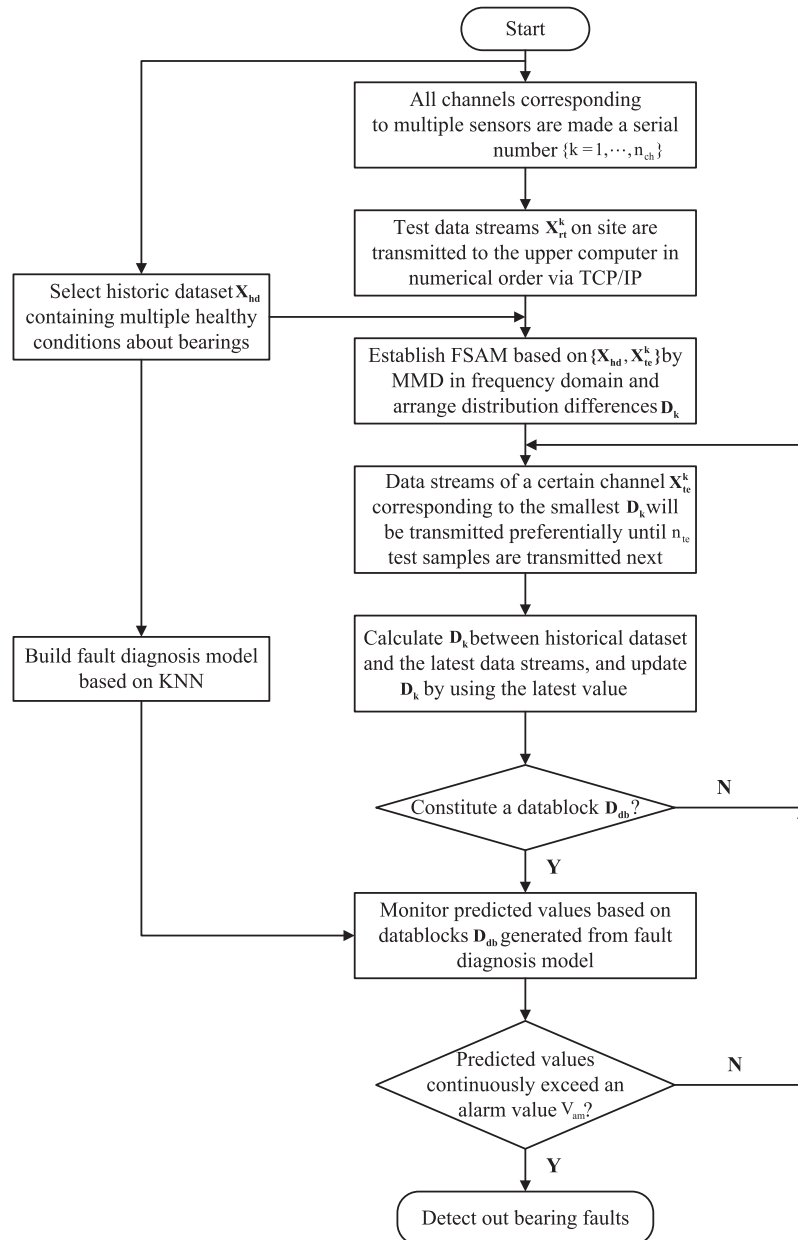 Start
All channels corresponding
to multiple sensors are made a serial
number {k = 1, ⋯, n_ch}
Test data streams X_rt^k on site are
transmitted to the upper computer in
numerical order via TCP/IP
Select historic dataset X_hd
containing multiple healthy
conditions about bearings
Establish FSAM based on {X_hd, X_te^k} by
MMD in frequency domain and
arrange distribution differences D_k
Data streams of a certain channel X_te^k
corresponding to the smallest D_k will
be transmitted preferentially until n_te
test samples are transmitted next
Build fault diagnosis model
based on KNN
Calculate D_k between historical dataset
and the latest data streams, and update
D_k by using the latest value
Constitute a datablock D_db?
N
Y
Monitor predicted values based on
datablocks D_db generated from fault
diagnosis model
Predicted values
continuously exceed an
alarm value V_am?
N
Y
Detect out bearing faults